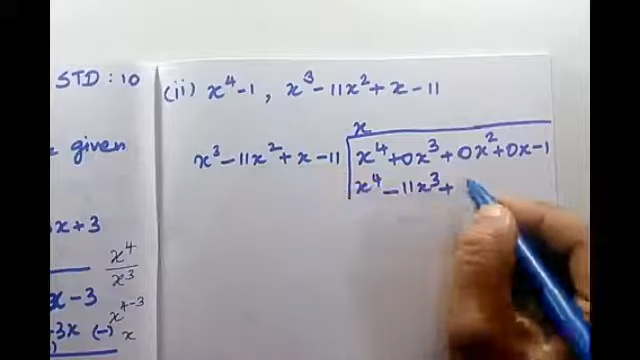 STD : 10
(ii) x⁴-1 , x³-11x²+x-11
given
x
x³-11x²+x-11 x⁴+0x³+0x²+0x-1
x⁴-11x³+
x+3
x⁴
x³
x-3 x⁴⁻³
-3x (-) x